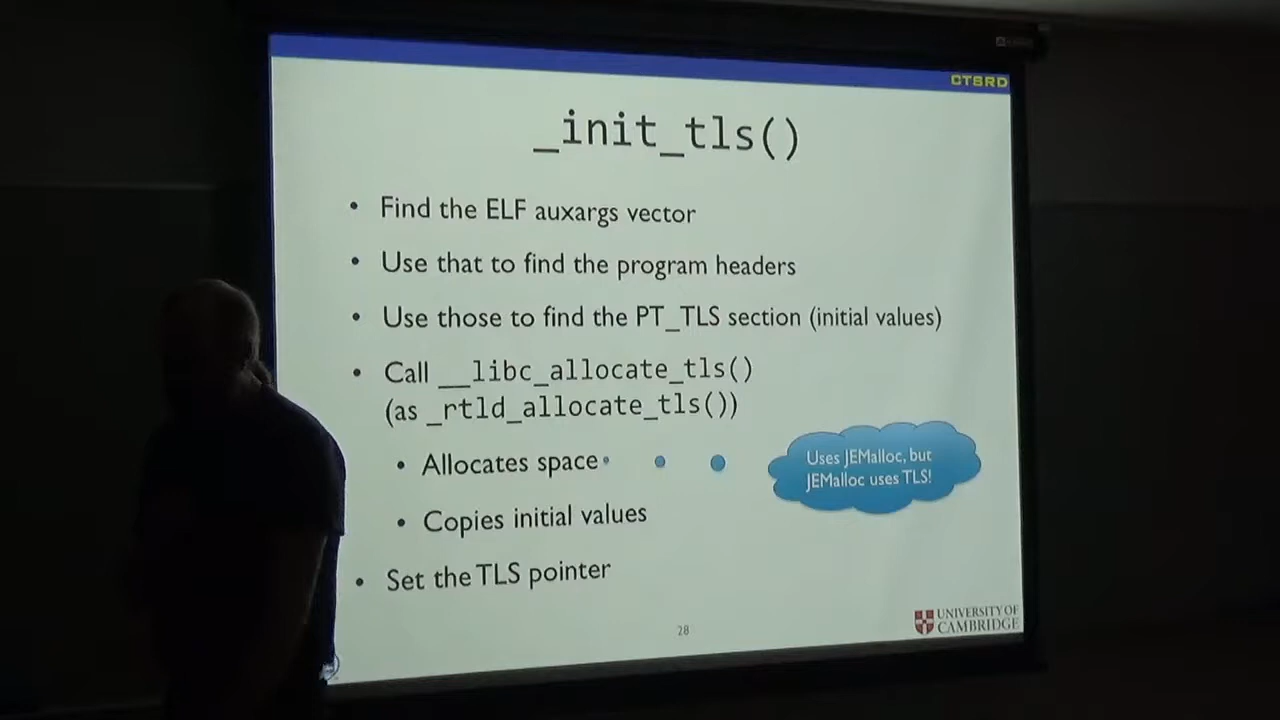 CTSRD
_init_tls()
• Find the ELF auxargs vector
• Use that to find the program headers
• Use those to find the PT_TLS section (initial values)
• Call __libc_allocate_tls()
(as _rtld_allocate_tls())
• Allocates space
Uses JEMalloc, but
JEMalloc uses TLS!
• Copies initial values
• Set the TLS pointer
UNIVERSITY OF
CAMBRIDGE
28